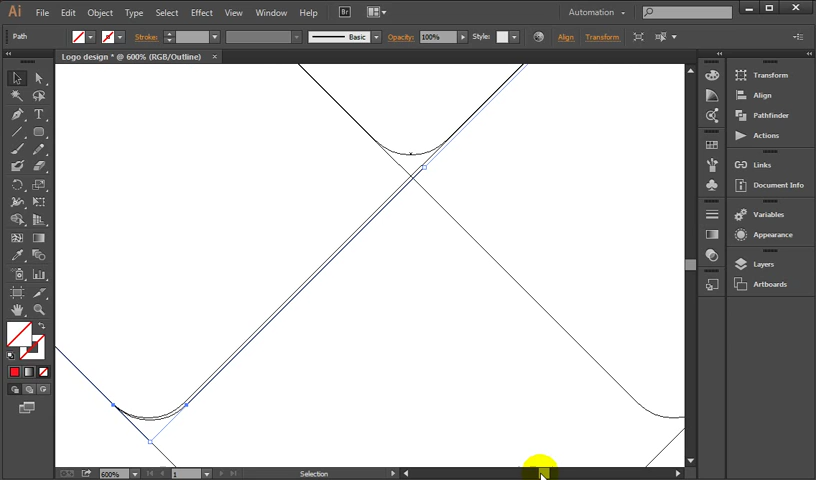 Ai File Edit Object Type Select Effect View Window Help Br Automation
Path Stroke: Basic Opacity: 100% Style: Align Transform
Logo design * @ 600% (RGB/Outline) ×
Transform
Align
Pathfinder
Actions
Links
Document Info
Variables
Appearance
Layers
Artboards
600% 1 Selection